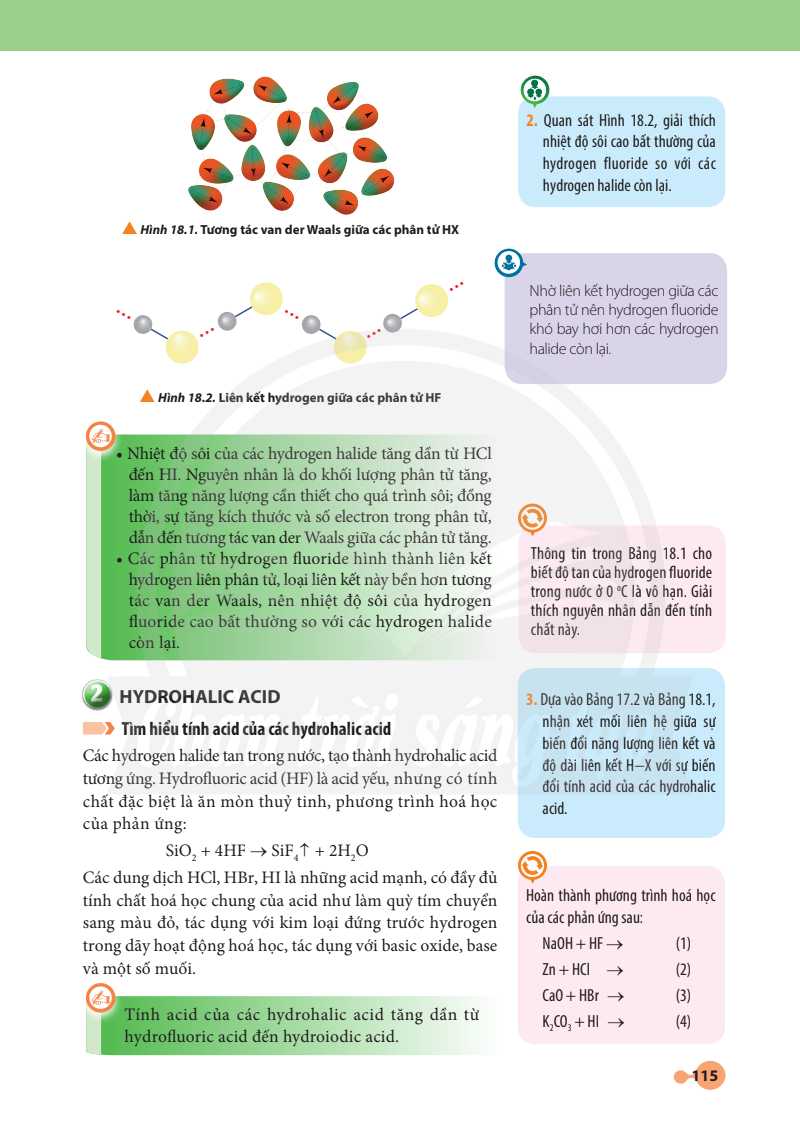 Hình 18.1. Tương tác van der Waals giữa các phân tử HX
Hình 18.2. Liên kết hydrogen giữa các phân tử HF
• Nhiệt độ sôi của các hydrogen halide tăng dần từ HCl
đến HI. Nguyên nhân là do khối lượng phân tử tăng,
làm tăng năng lượng cần thiết cho quá trình sôi; đồng
thời, sự tăng kích thước và số electron trong phân tử,
dẫn đến tương tác van der Waals giữa các phân tử tăng.
• Các phân tử hydrogen fluoride hình thành liên kết
hydrogen liên phân tử, loại liên kết này bền hơn tương
tác van der Waals, nên nhiệt độ sôi của hydrogen
fluoride cao bất thường so với các hydrogen halide
còn lại.
2 HYDROHALIC ACID
Tìm hiểu tính acid của các hydrohalic acid
Các hydrogen halide tan trong nước, tạo thành hydrohalic acid
tương ứng. Hydrofluoric acid (HF) là acid yếu, nhưng có tính
chất đặc biệt là ăn mòn thuỷ tinh, phương trình hoá học
của phản ứng:
SiO₂ + 4HF → SiF₄↑ + 2H₂O
Các dung dịch HCl, HBr, HI là những acid mạnh, có đầy đủ
tính chất hoá học chung của acid như làm quỳ tím chuyển
sang màu đỏ, tác dụng với kim loại đứng trước hydrogen
trong dãy hoạt động hoá học, tác dụng với basic oxide, base
và một số muối.
Tính acid của các hydrohalic acid tăng dần từ
hydrofluoric acid đến hydroiodic acid.
2. Quan sát Hình 18.2, giải thích
nhiệt độ sôi cao bất thường của
hydrogen fluoride so với các
hydrogen halide còn lại.
Nhờ liên kết hydrogen giữa các
phân tử nên hydrogen fluoride
khó bay hơi hơn các hydrogen
halide còn lại.
Thông tin trong Bảng 18.1 cho
biết độ tan của hydrogen fluoride
trong nước ở 0 °C là vô hạn. Giải
thích nguyên nhân dẫn đến tính
chất này.
3. Dựa vào Bảng 17.2 và Bảng 18.1,
nhận xét mối liên hệ giữa sự
biến đổi năng lượng liên kết và
độ dài liên kết H–X với sự biến
đổi tính acid của các hydrohalic
acid.
Hoàn thành phương trình hoá học
của các phản ứng sau:
NaOH + HF → (1)
Zn + HCl → (2)
CaO + HBr → (3)
K₂CO₃ + HI → (4)
115
Chân trời sáng